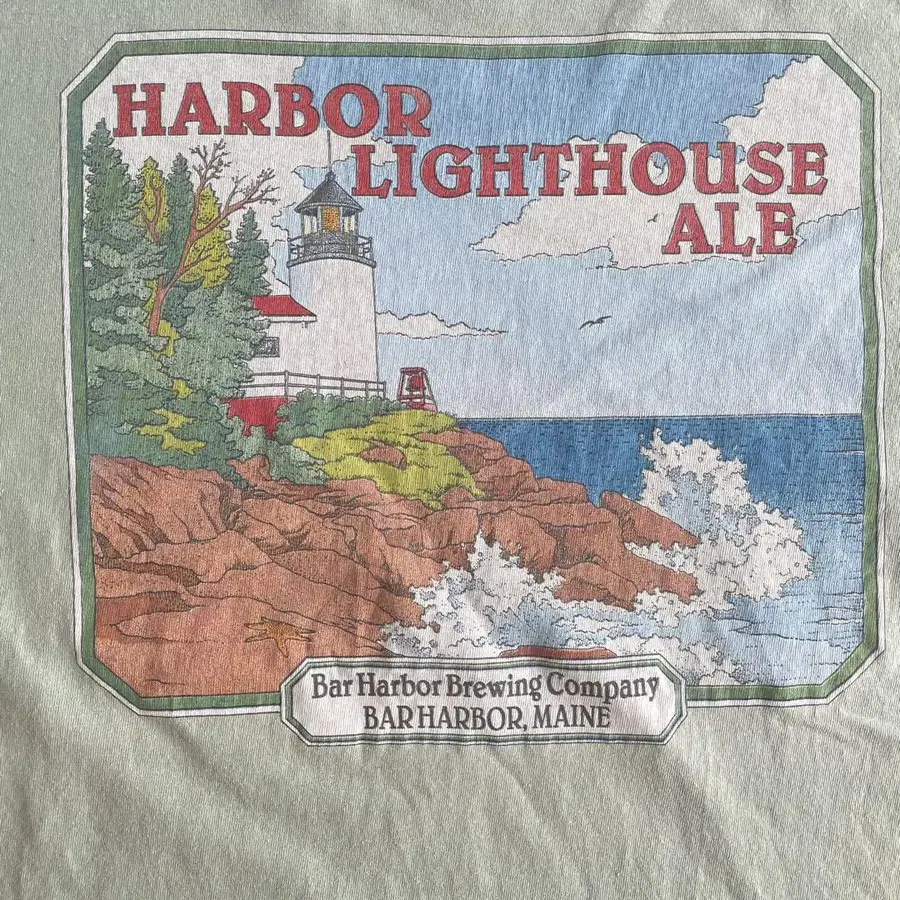 HARBOR
LIGHTHOUSE
ALE
Bar Harbor Brewing Company
BAR HARBOR, MAINE